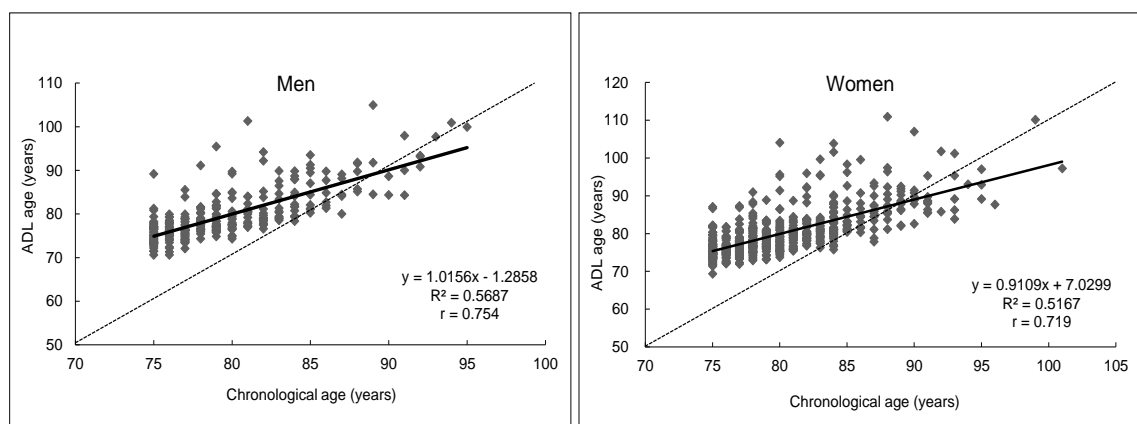 Men
110
100
90
80
70
60
50
ADL age (years)
y = 1.0156x - 1.2858
R² = 0.5687
r = 0.754
70 75 80 85 90 95 100
Chronological age (years)
Women
120
110
100
90
80
70
60
50
ADL age (years)
y = 0.9109x + 7.0299
R² = 0.5167
r = 0.719
70 75 80 85 90 95 100 105
Chronological age (years)